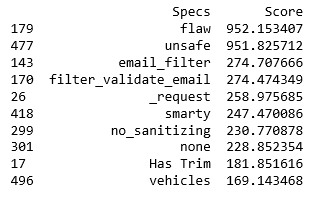 Specs Score
179 flaw 952.153407
477 unsafe 951.825712
143 email_filter 274.707666
170 filter_validate_email 274.474349
26 _request 258.975685
418 smarty 247.470086
299 no_sanitizing 230.770878
301 none 228.852354
17 Has Trim 181.851616
496 vehicles 169.143468